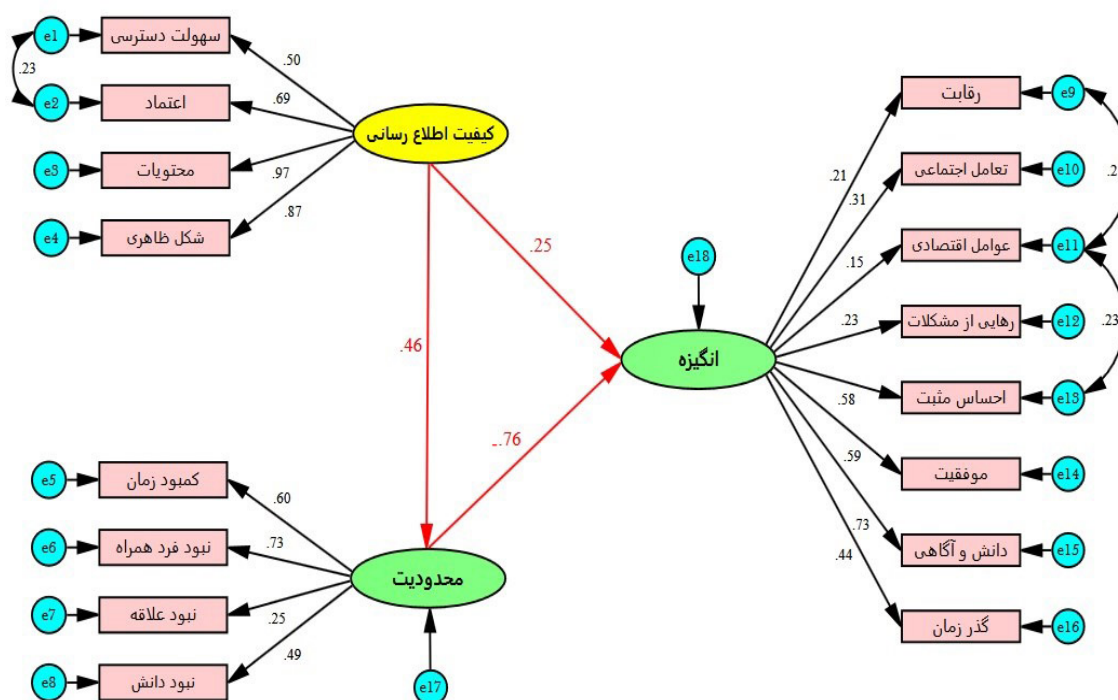 e1
سهولت دسترسی
.50
.23
e2
اعتماد
.69
کیفیت اطلاع رسانی
e3
محتویات
.97
e4
شکل ظاهری
.87
رقابت
e9
.21
.2
تعامل اجتماعی
e10
.31
عوامل اقتصادی
e11
.15
.25
e18
رهایی از مشکلات
e12
.23
.23
.46
انگیزه
احساس مثبت
e13
.58
-.76
موفقیت
e14
.59
دانش و آگاهی
e15
.73
گذر زمان
e16
.44
e5
کمبود زمان
.60
e6
نبود فرد همراه
.73
محدودیت
e7
نبود علاقه
.25
e8
نبود دانش
.49
e17